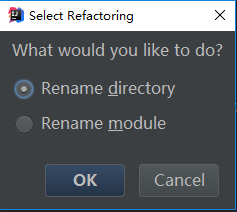 Select Refactoring
What would you like to do?
Rename directory
Rename module
OK
Cancel